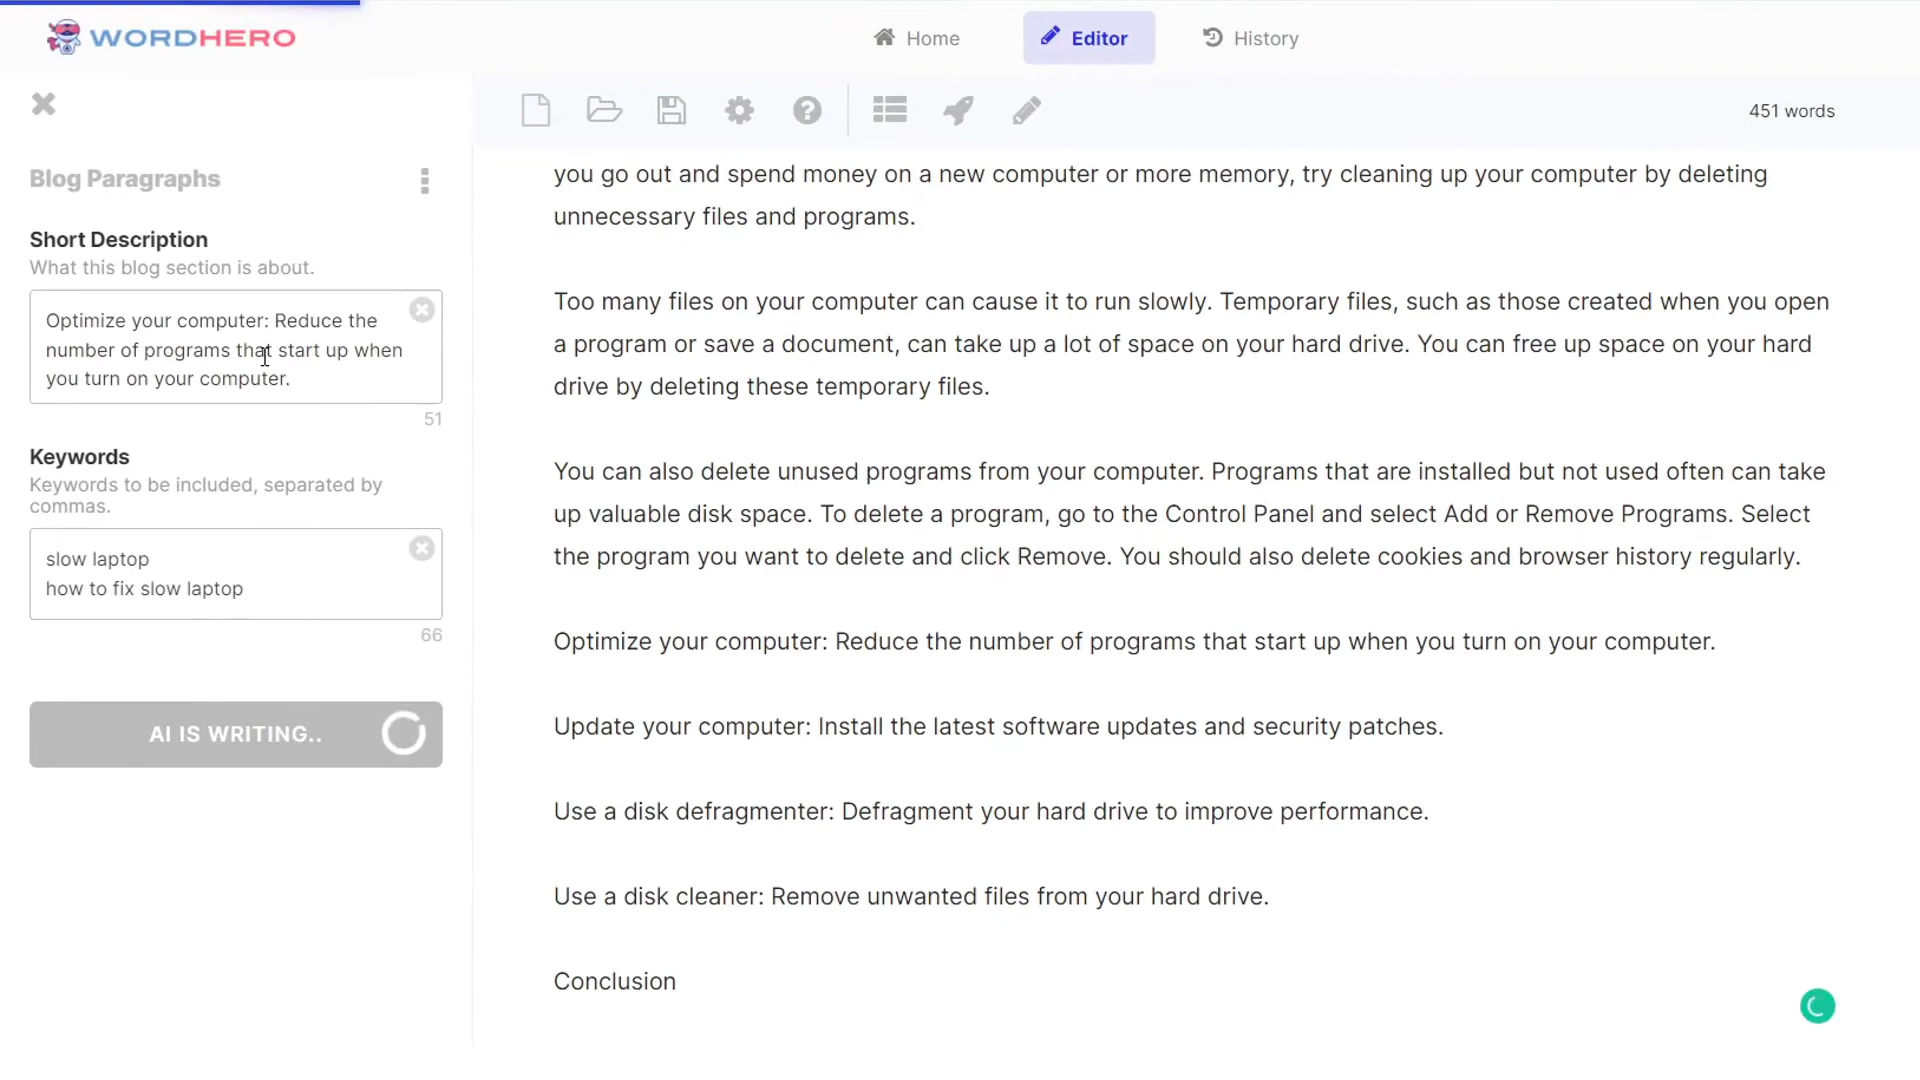 WORDHERO
Home
Editor
History
451 words
Blog Paragraphs
Short Description
What this blog section is about.
Optimize your computer: Reduce the
number of programs that start up when
you turn on your computer.
51
Keywords
Keywords to be included, separated by
commas.
slow laptop
how to fix slow laptop
66
AI IS WRITING..
you go out and spend money on a new computer or more memory, try cleaning up your computer by deleting
unnecessary files and programs.
Too many files on your computer can cause it to run slowly. Temporary files, such as those created when you open
a program or save a document, can take up a lot of space on your hard drive. You can free up space on your hard
drive by deleting these temporary files.
You can also delete unused programs from your computer. Programs that are installed but not used often can take
up valuable disk space. To delete a program, go to the Control Panel and select Add or Remove Programs. Select
the program you want to delete and click Remove. You should also delete cookies and browser history regularly.
Optimize your computer: Reduce the number of programs that start up when you turn on your computer.
Update your computer: Install the latest software updates and security patches.
Use a disk defragmenter: Defragment your hard drive to improve performance.
Use a disk cleaner: Remove unwanted files from your hard drive.
Conclusion